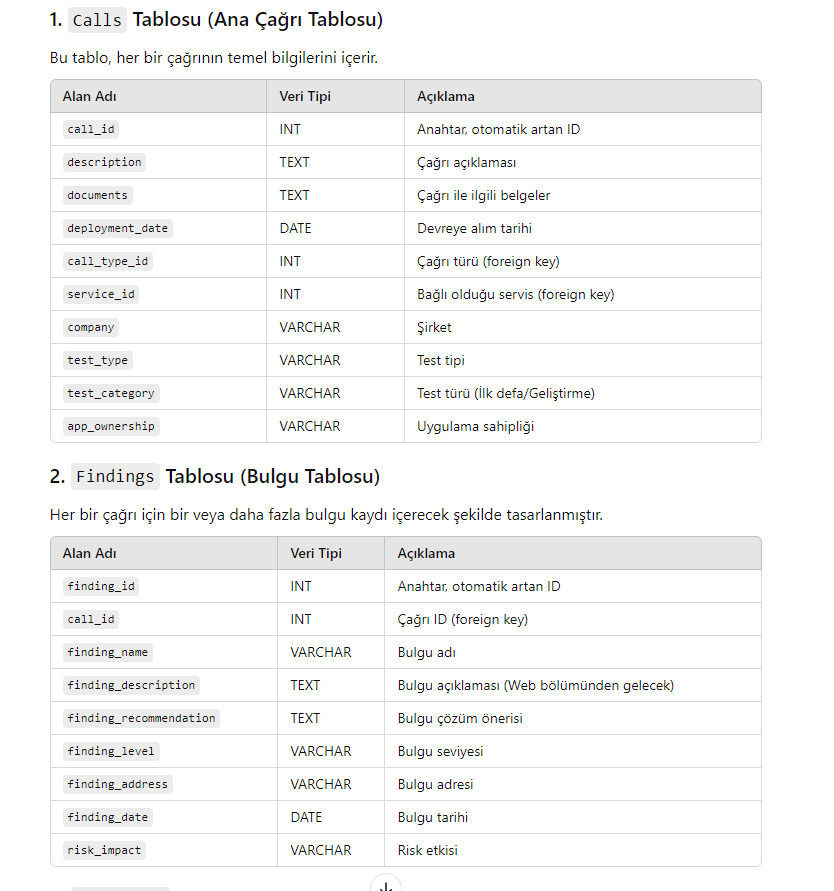 1. Calls Tablosu (Ana Çağrı Tablosu)
Bu tablo, her bir çağrının temel bilgilerini içerir.
Alan Adı Veri Tipi Açıklama
call_id INT Anahtar, otomatik artan ID
description TEXT Çağrı açıklaması
documents TEXT Çağrı ile ilgili belgeler
deployment_date DATE Devreye alım tarihi
call_type_id INT Çağrı türü (foreign key)
service_id INT Bağlı olduğu servis (foreign key)
company VARCHAR Şirket
test_type VARCHAR Test tipi
test_category VARCHAR Test türü (İlk defa/Geliştirme)
app_ownership VARCHAR Uygulama sahipliği
2. Findings Tablosu (Bulgu Tablosu)
Her bir çağrı için bir veya daha fazla bulgu kaydı içerecek şekilde tasarlanmıştır.
Alan Adı Veri Tipi Açıklama
finding_id INT Anahtar, otomatik artan ID
call_id INT Çağrı ID (foreign key)
finding_name VARCHAR Bulgu adı
finding_description TEXT Bulgu açıklaması (Web bölümünden gelecek)
finding_recommendation TEXT Bulgu çözüm önerisi
finding_level VARCHAR Bulgu seviyesi
finding_address VARCHAR Bulgu adresi
finding_date DATE Bulgu tarihi
risk_impact VARCHAR Risk etkisi